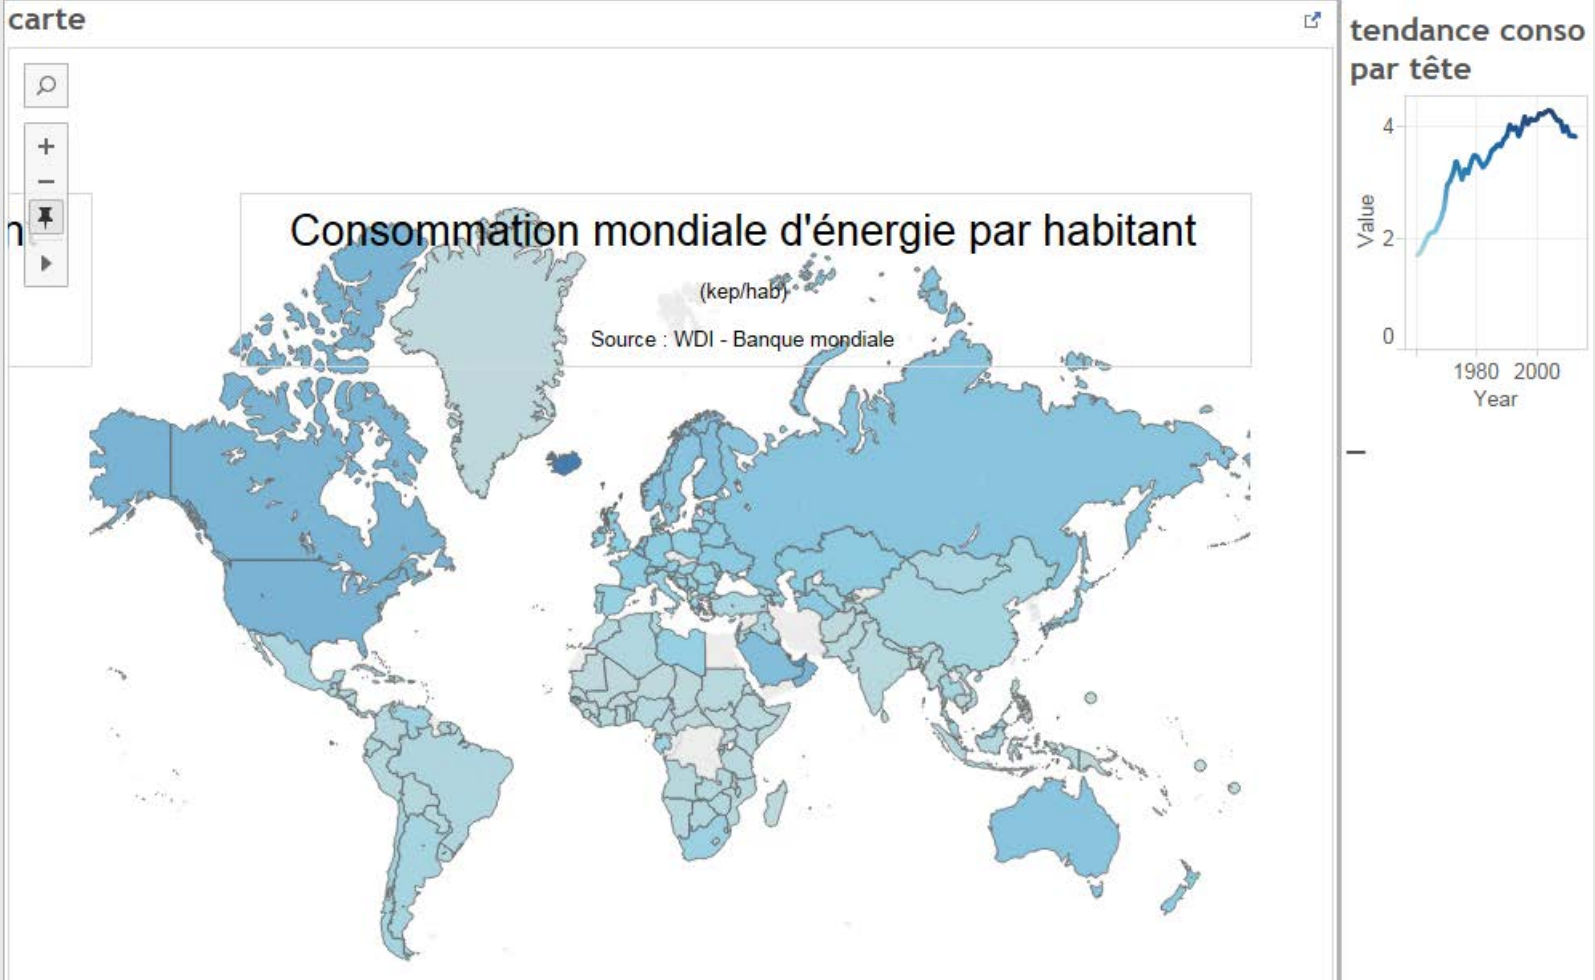 carte
n
Consommation mondiale d'énergie par habitant
(kep/hab)
Source : WDI - Banque mondiale
tendance conso
par tête
Value
4
2
0
1980 2000
Year